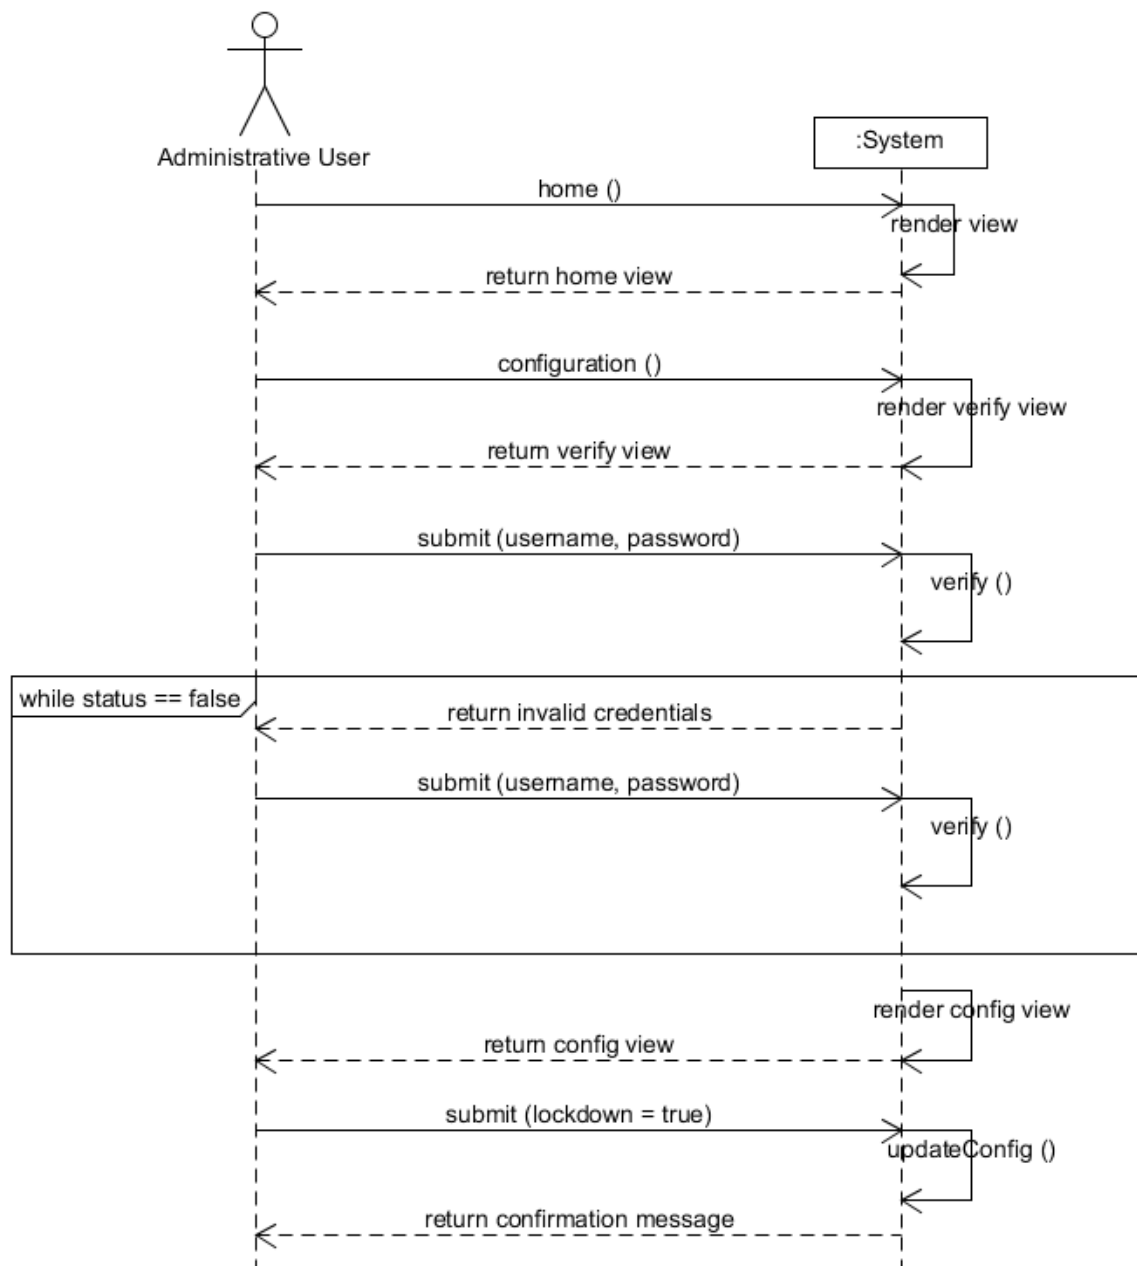 Administrative User
:System
home ()
render view
return home view
configuration ()
render verify view
return verify view
submit (username, password)
verify ()
while status == false
return invalid credentials
submit (username, password)
verify ()
render config view
return config view
submit (lockdown = true)
updateConfig ()
return confirmation message